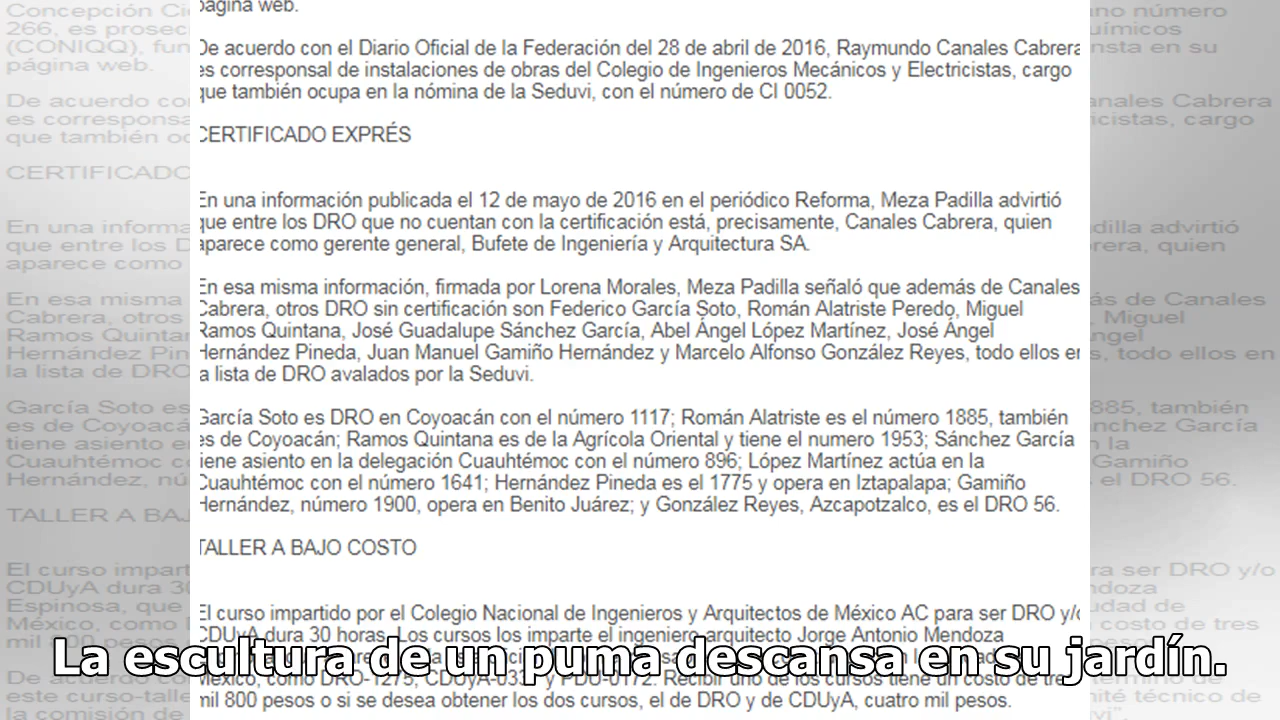 página web.
De acuerdo con el Diario Oficial de la Federación del 28 de abril de 2016, Raymundo Canales Cabrera
es corresponsal de instalaciones de obras del Colegio de Ingenieros Mecánicos y Electricistas, cargo
que también ocupa en la nómina de la Seduvi, con el número de CI 0052.
CERTIFICADO EXPRÉS
En una información publicada el 12 de mayo de 2016 en el periódico Reforma, Meza Padilla advirtió
que entre los DRO que no cuentan con la certificación está, precisamente, Canales Cabrera, quien
aparece como gerente general, Bufete de Ingeniería y Arquitectura SA.
En esa misma información, firmada por Lorena Morales, Meza Padilla señaló que además de Canales
Cabrera, otros DRO sin certificación son Federico García Soto, Román Alatriste Peredo, Miguel
Ramos Quintana, José Guadalupe Sánchez García, Abel Ángel López Martínez, José Ángel
Hernández Pineda, Juan Manuel Gamiño Hernández y Marcelo Alfonso González Reyes, todo ellos en
la lista de DRO avalados por la Seduvi.
García Soto es DRO en Coyoacán con el número 1117; Román Alatriste es el número 1885, también
es de Coyoacán; Ramos Quintana es de la Agrícola Oriental y tiene el numero 1953; Sánchez García
tiene asiento en la delegación Cuauhtémoc con el número 896; López Martínez actúa en la
Cuauhtémoc con el número 1641; Hernández Pineda es el 1775 y opera en Iztapalapa; Gamiño
Hernández, número 1900, opera en Benito Juárez; y González Reyes, Azcapotzalco, es el DRO 56.
TALLER A BAJO COSTO
El curso impartido por el Colegio Nacional de Ingenieros y Arquitectos de México AC para ser DRO y/o
CDUyA dura 30 horas. Los cursos los imparte el ingeniero arquitecto Jorge Antonio Mendoza
La escultura de un puma descansa en su jardín.
México, como DRO-1275, CDUyA-033 y PDU-0172. Recibir uno de los cursos tiene un costo de tres
mil 800 pesos o si se desea obtener los dos cursos, el de DRO y de CDUyA, cuatro mil pesos.